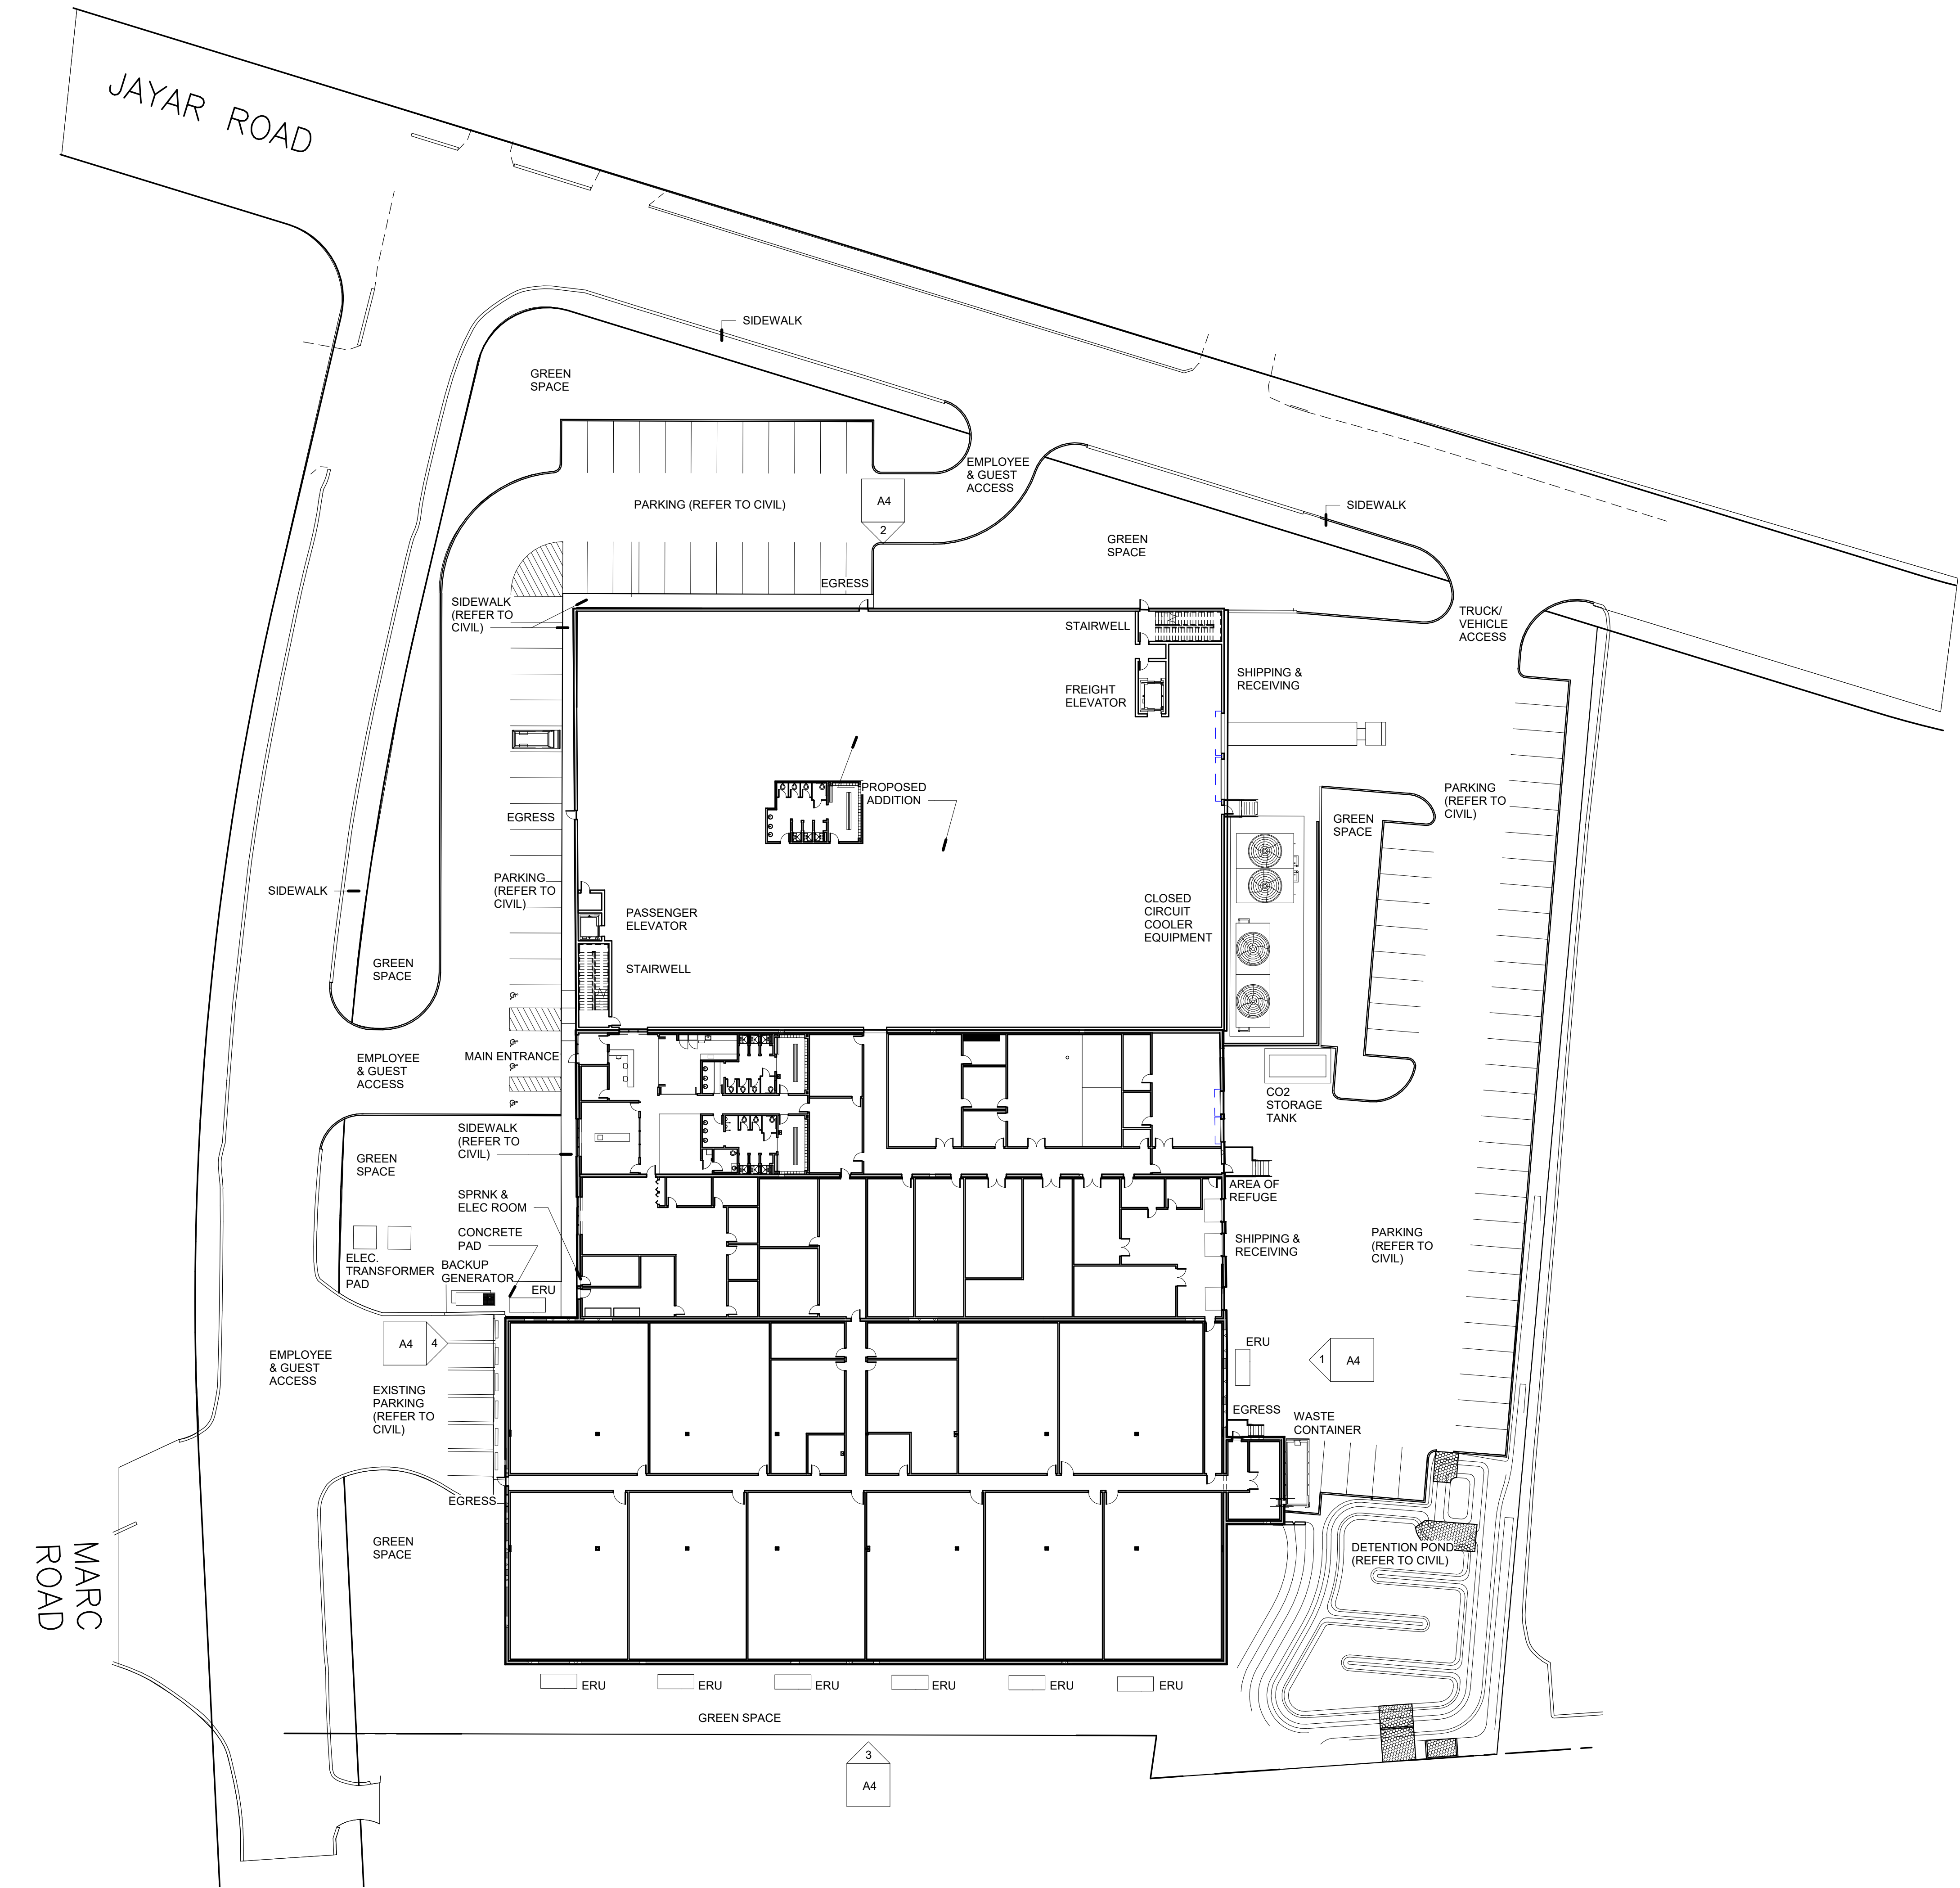 JAYAR ROAD
SIDEWALK
GREEN
SPACE
EMPLOYEE
& GUEST
ACCESS
PARKING (REFER TO CIVIL)
A4
2
SIDEWALK
GREEN
SPACE
EGRESS
SIDEWALK
(REFER TO
CIVIL)
STAIRWELL
TRUCK/
VEHICLE
ACCESS
FREIGHT
ELEVATOR
SHIPPING &
RECEIVING
PROPOSED
ADDITION
PARKING
(REFER TO
CIVIL)
EGRESS
GREEN
SPACE
SIDEWALK
PARKING
(REFER TO
CIVIL)
PASSENGER
ELEVATOR
CLOSED
CIRCUIT
COOLER
EQUIPMENT
GREEN
SPACE
STAIRWELL
EMPLOYEE
& GUEST
ACCESS
MAIN ENTRANCE
CO2
STORAGE
TANK
SIDEWALK
(REFER TO
CIVIL)
GREEN
SPACE
AREA OF
REFUGE
SPRNK &
ELEC ROOM
CONCRETE
PAD
SHIPPING &
RECEIVING
PARKING
(REFER TO
CIVIL)
ELEC.
TRANSFORMER
PAD
BACKUP
GENERATOR
ERU
A4
4
ERU
1
A4
EMPLOYEE
& GUEST
ACCESS
EXISTING
PARKING
(REFER TO
CIVIL)
EGRESS
WASTE
CONTAINER
EGRESS
GREEN
SPACE
DETENTION POND
(REFER TO CIVIL)
MARC
ROAD
ERU
ERU
ERU
ERU
ERU
ERU
GREEN SPACE
3
A4